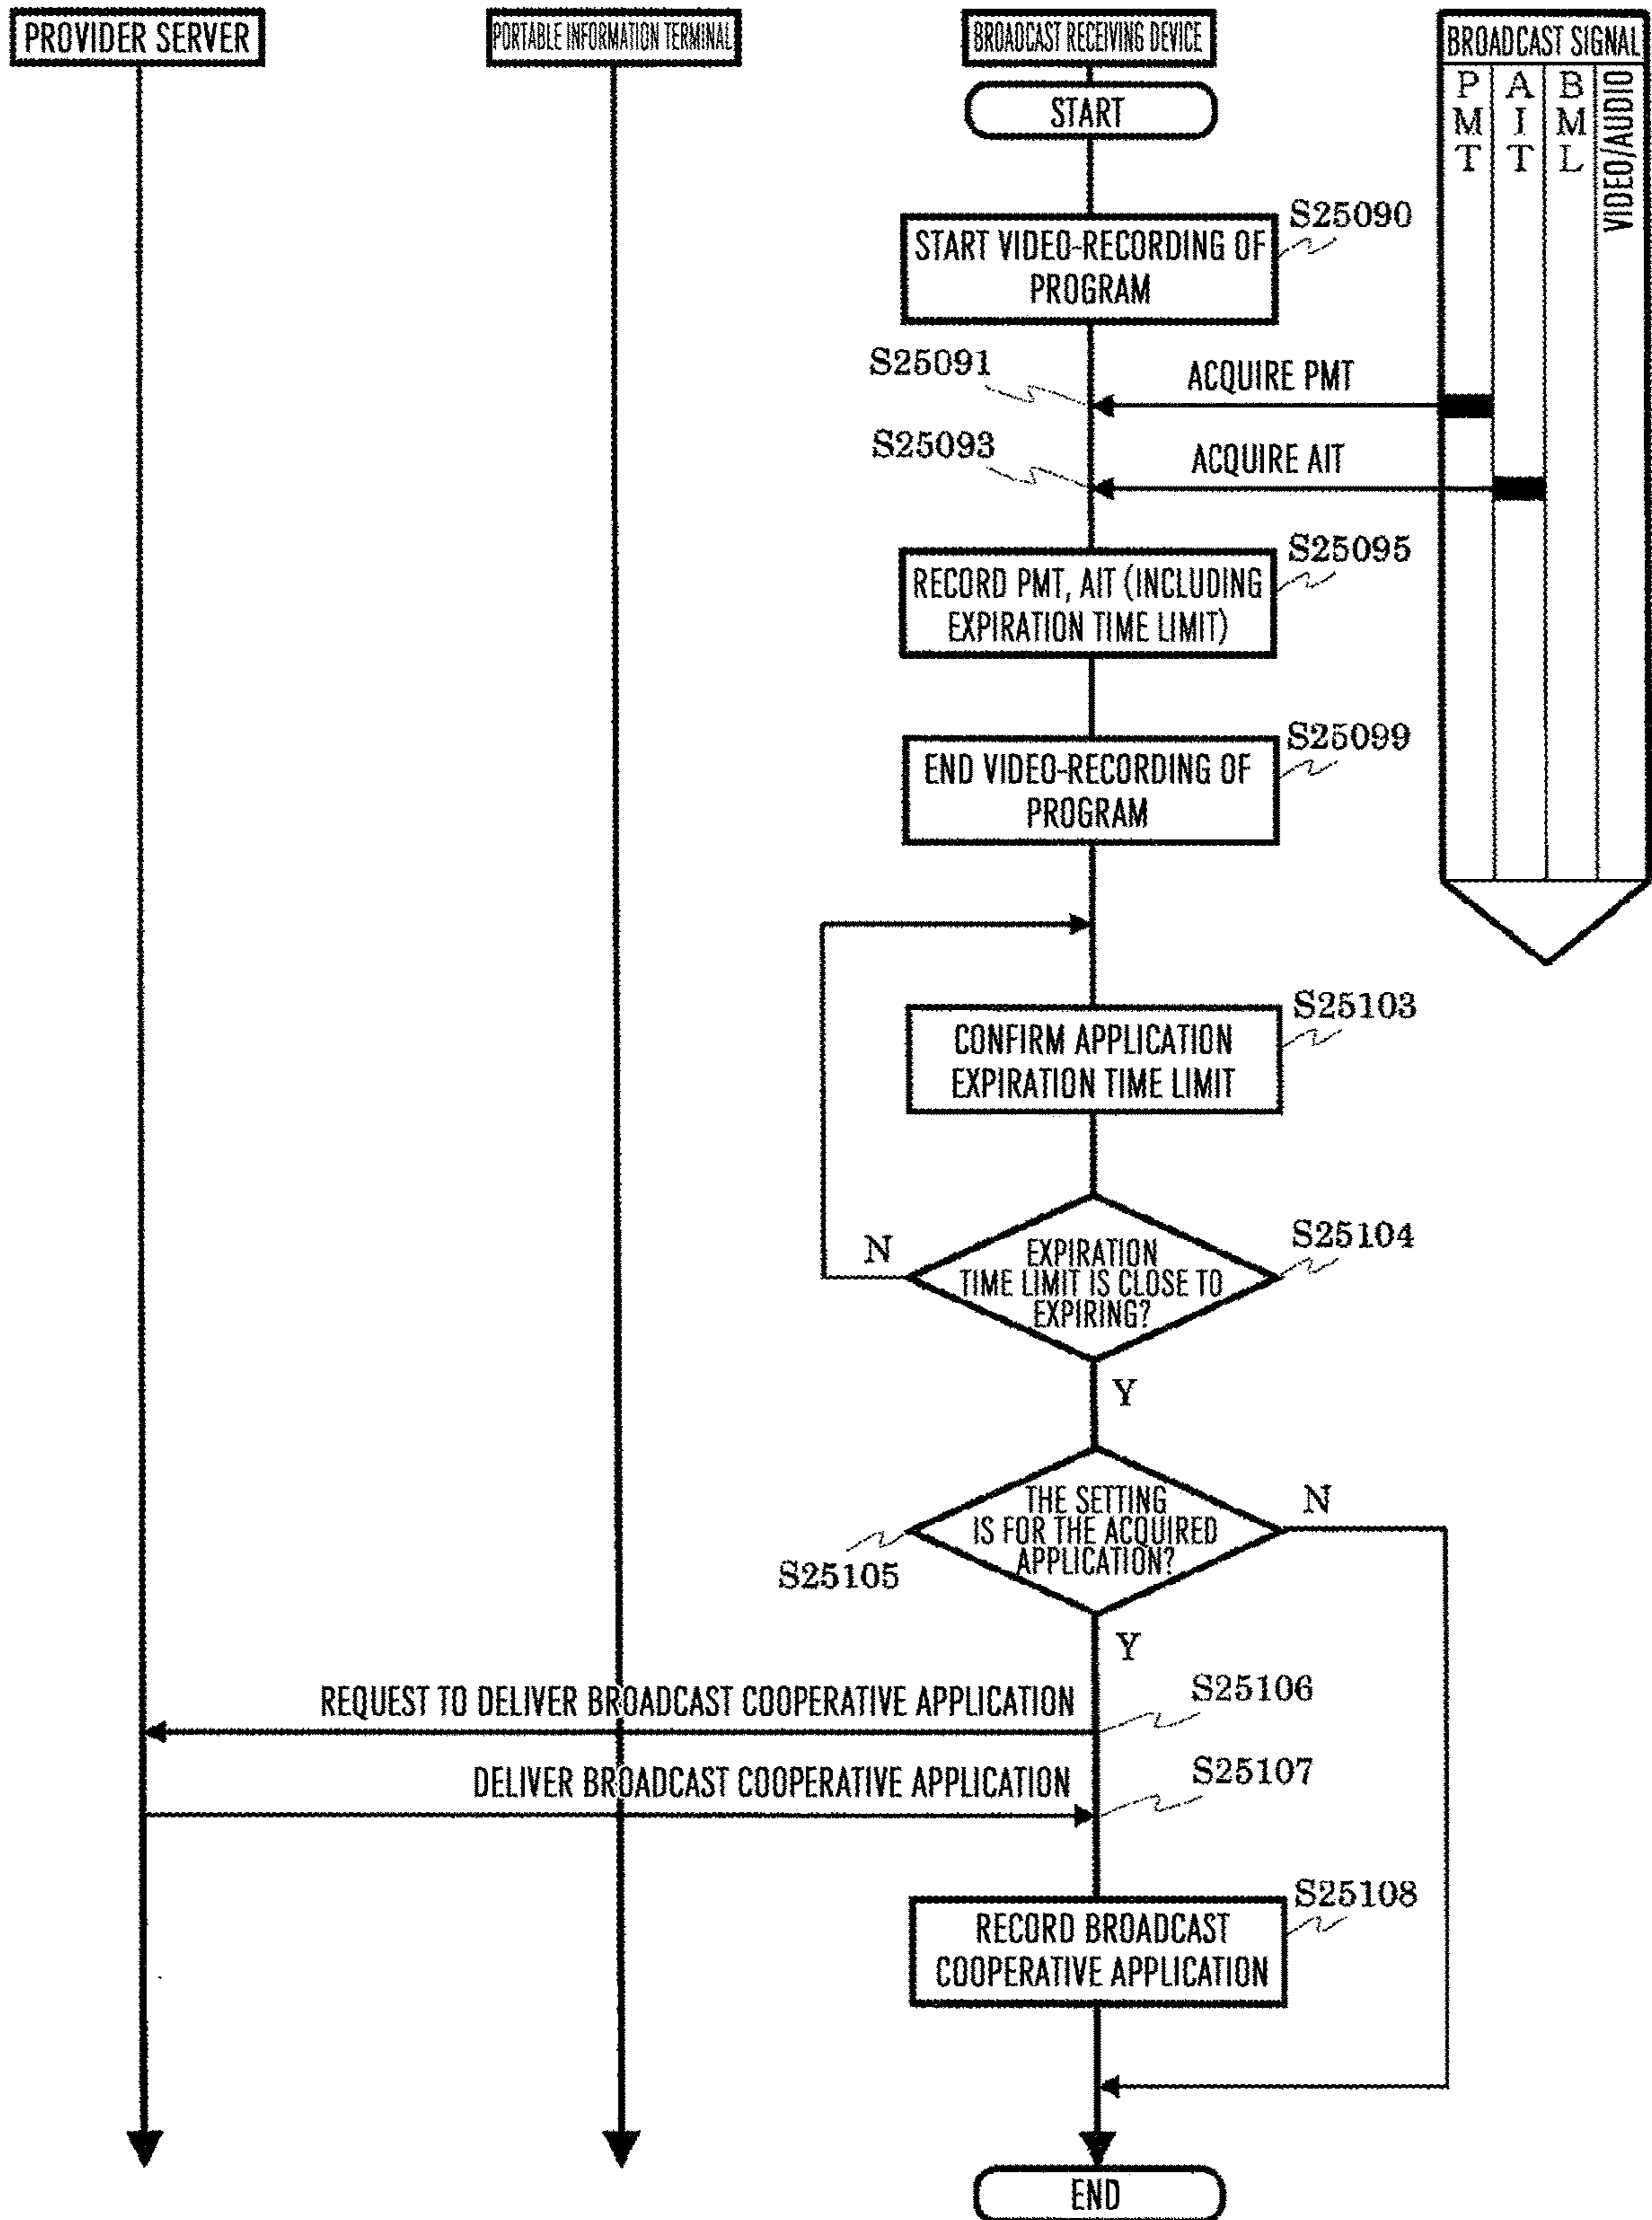 PROVIDER SERVER
PORTABLE INFORMATION TERMINAL
BROADCAST RECEIVING DEVICE
BROADCAST SIGNAL
PMT
AIT
BML
VIDEO/AUDIO
START
S25090
START VIDEO-RECORDING OF
PROGRAM
S25091
ACQUIRE PMT
S25093
ACQUIRE AIT
S25095
RECORD PMT, AIT (INCLUDING
EXPIRATION TIME LIMIT)
S25099
END VIDEO-RECORDING OF
PROGRAM
S25103
CONFIRM APPLICATION
EXPIRATION TIME LIMIT
S25104
N
EXPIRATION
TIME LIMIT IS CLOSE TO
EXPIRING?
Y
THE SETTING
IS FOR THE ACQUIRED
APPLICATION?
N
S25105
Y
S25106
REQUEST TO DELIVER BROADCAST COOPERATIVE APPLICATION
S25107
DELIVER BROADCAST COOPERATIVE APPLICATION
S25108
RECORD BROADCAST
COOPERATIVE APPLICATION
END